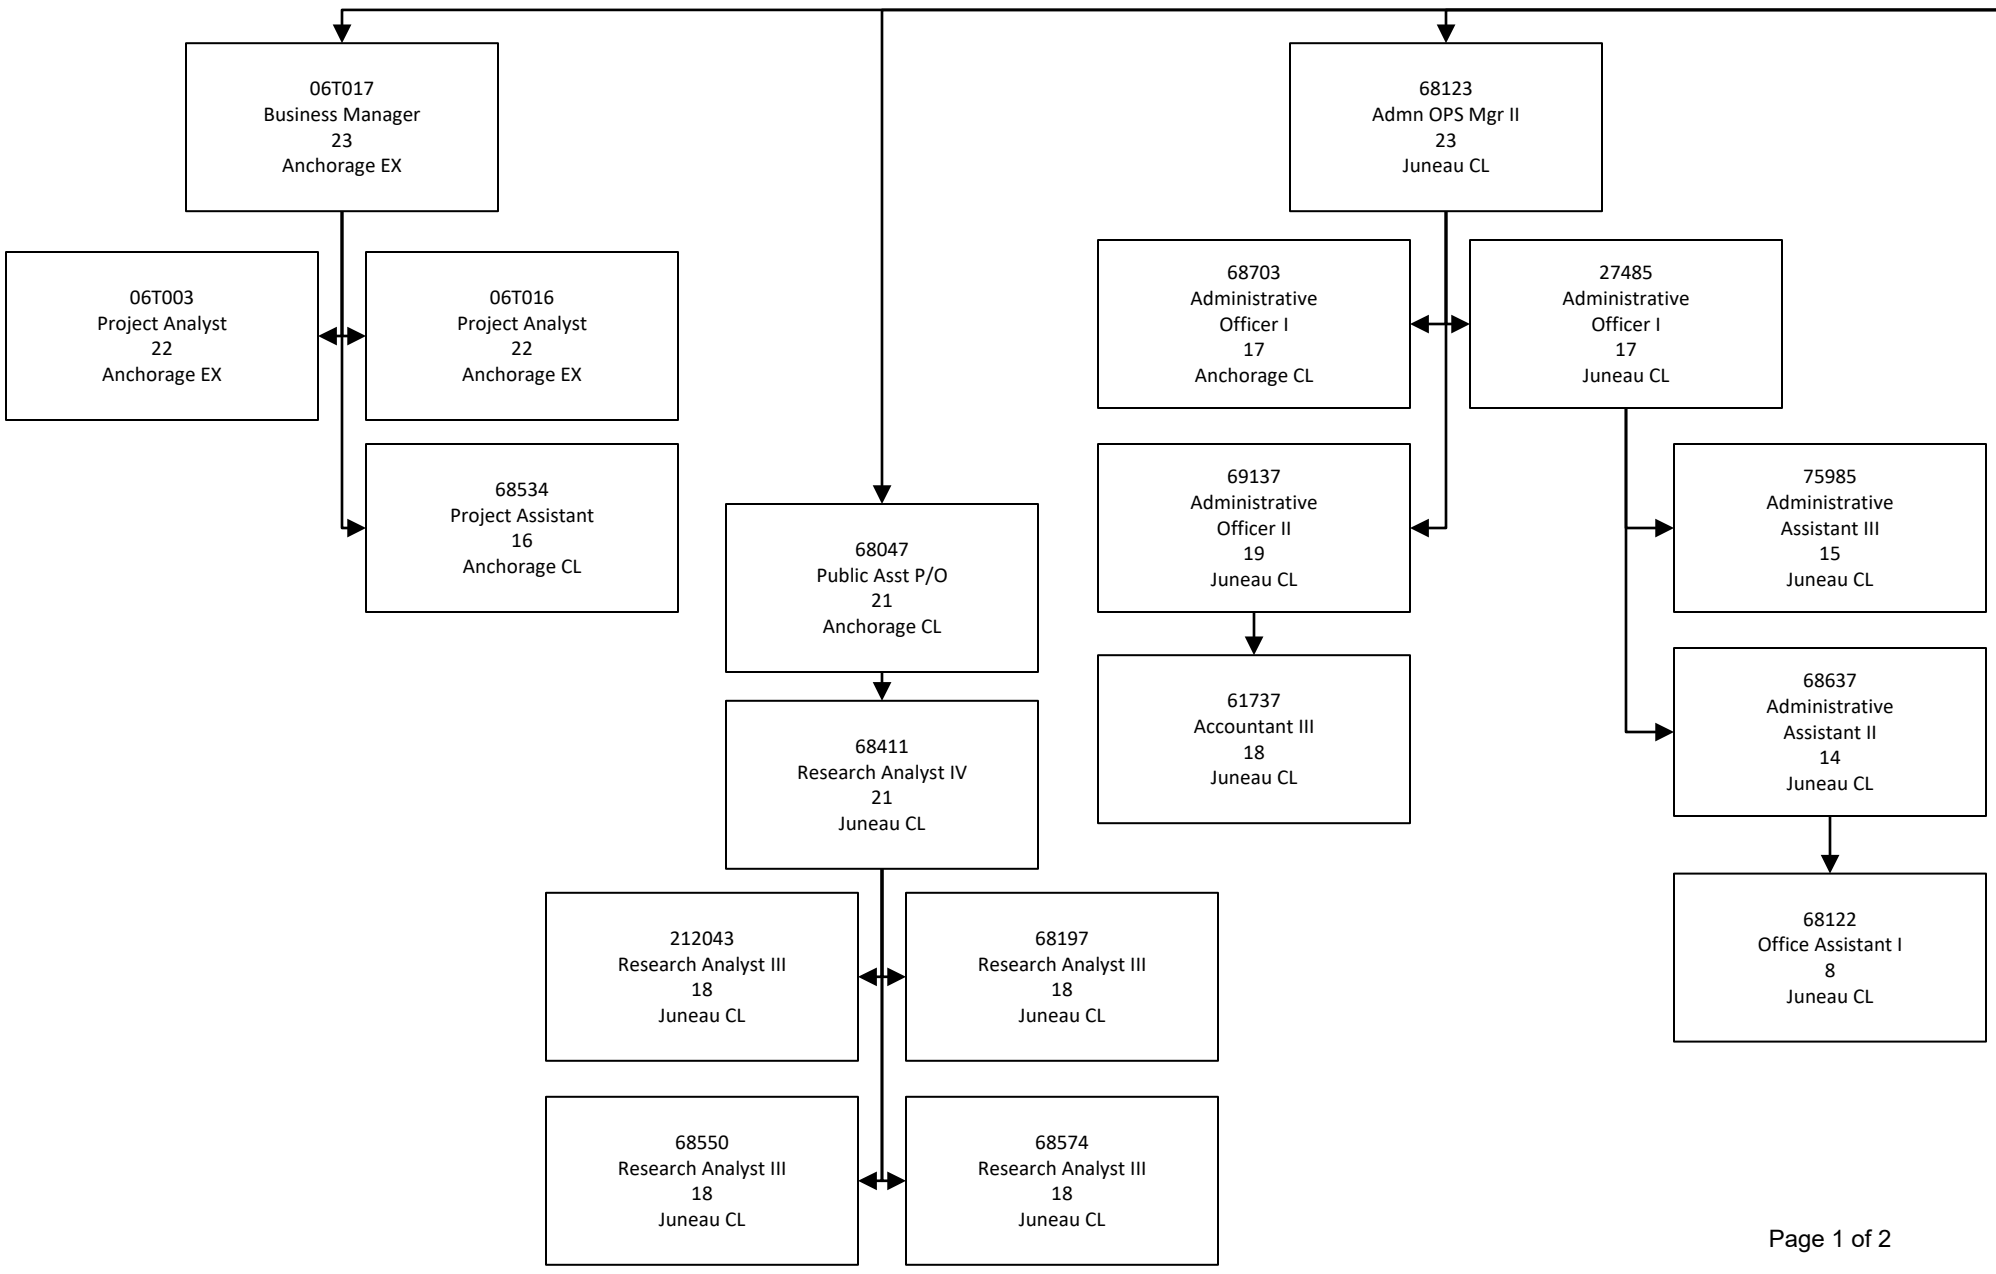 06T017
Business Manager
23
Anchorage EX
68123
Admn OPS Mgr II
23
Juneau CL
06T003
Project Analyst
22
Anchorage EX
06T016
Project Analyst
22
Anchorage EX
68703
Administrative
Officer I
17
Anchorage CL
27485
Administrative
Officer I
17
Juneau CL
68534
Project Assistant
16
Anchorage CL
68047
Public Asst P/O
21
Anchorage CL
69137
Administrative
Officer II
19
Juneau CL
75985
Administrative
Assistant III
15
Juneau CL
68411
Research Analyst IV
21
Juneau CL
61737
Accountant III
18
Juneau CL
68637
Administrative
Assistant II
14
Juneau CL
212043
Research Analyst III
18
Juneau CL
68197
Research Analyst III
18
Juneau CL
68122
Office Assistant I
8
Juneau CL
68550
Research Analyst III
18
Juneau CL
68574
Research Analyst III
18
Juneau CL
Page 1 of 2